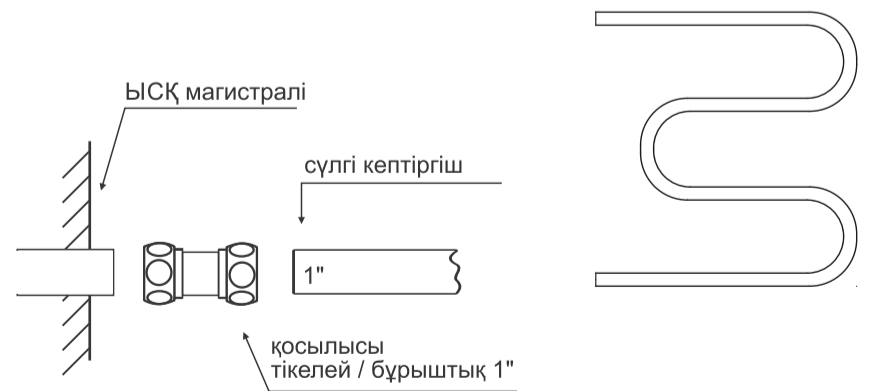 ЫСҚ магистралі
сүлгі кептіргіш
1"
қосылысы
тікелей / бұрыштық 1"